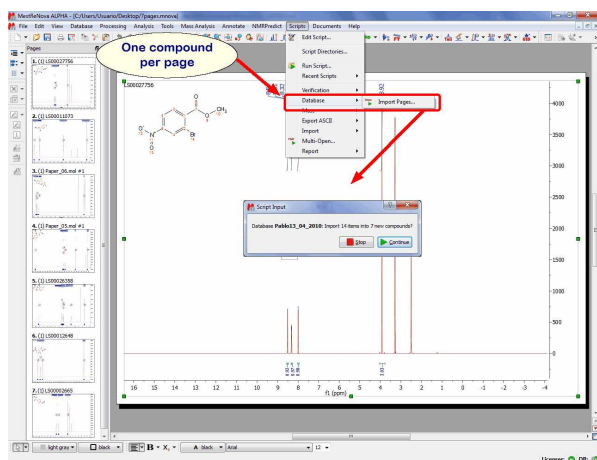 MestReNova ALPHA - [C:/Users/Usuario/Desktop/7pages.mnova]
File Edit View Database Processing Analysis Tools Mass Analysis Annotate NMRPredict Scripts Documents Help
Pages
1. (1) LS00027756
2. (1) LS00011073
3. (1) Paper_06.mol #1
4. (1) Paper_05.mol #1
5. (1) LS00026398
6. (1) LS00012648
7. (1) LS00002665
One compound
per page
LS00027756
Edit Script...
Script Directories...
Run Script...
Recent Scripts
Verification
Database
Import Pages...
Export ASCII
Import
Multi-Open...
Report
O
O
CH₃
Br
N
Script Input
Database Pablo13_04_2010: Import 14 items into 7 new compounds?
Stop Continue
4000
3500
3000
2500
2000
1500
1000
500
0
16 15 14 13 12 11 10 9 8 7 6 5 4 3 2 1 0 -1 -2 -3 -4
f1 (ppm)
light gray black B X₂ A black Arial 12
Licenses: DB: